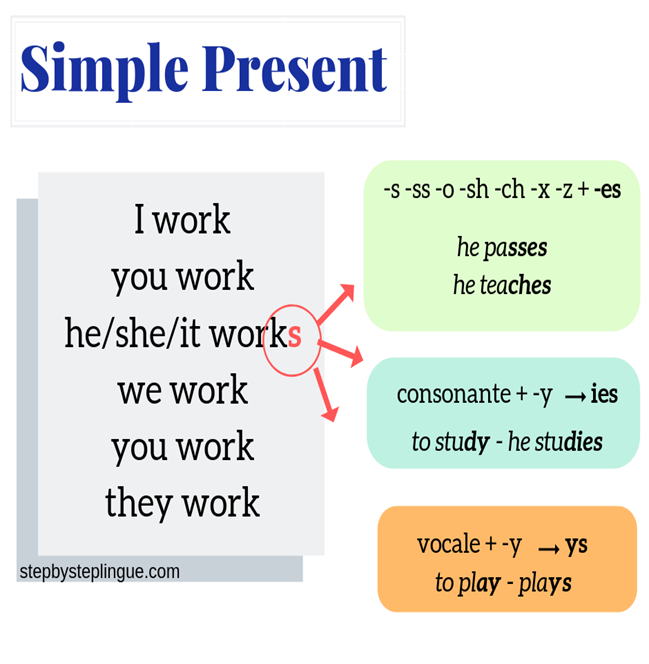 Simple Present
I work
you work
he/she/it works
we work
you work
they work
stepbysteplingue.com
-s -ss -o -sh -ch -x -z + -es
he passes
he teaches
consonante + -y → ies
to study - he studies
vocale + -y → ys
to play - plays